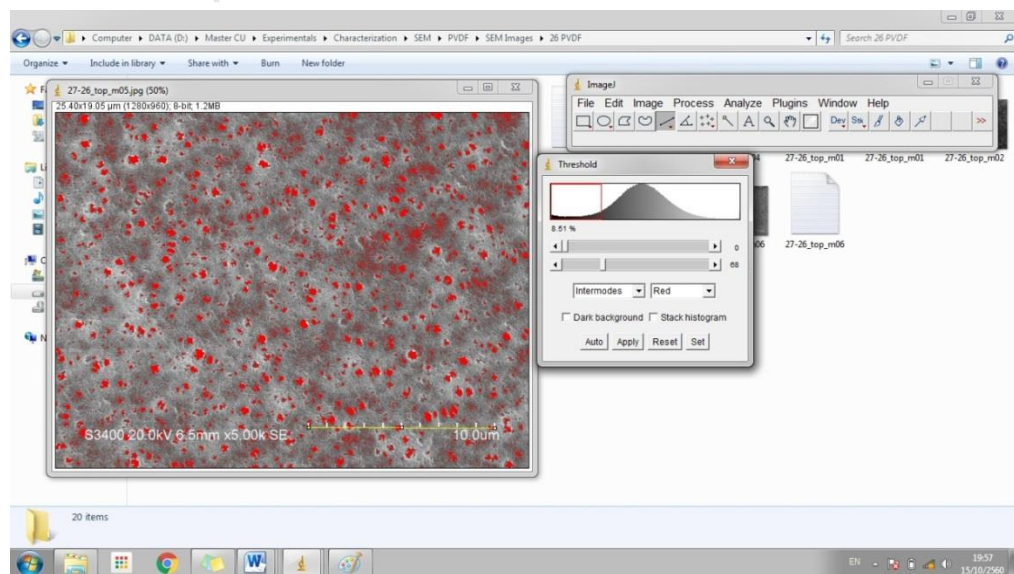 Computer ▸ DATA (D:) ▸ Master CU ▸ Experimentals ▸ Characterization ▸ SEM ▸ PVDF ▸ SEM Images ▸ 26 PVDF
Search 26 PVDF
Organize Include in library Share with Burn New folder
27-26_top_m05.jpg (50%)
25.40x19.05 µm (1280x960); 8-bit; 1.2MB
S3400 20.0kV 6.5mm x5.00k SE
10.0um
ImageJ
File Edit Image Process Analyze Plugins Window Help
A Dev Stk >>
27-26_top_m01 27-26_top_m01 27-26_top_m02
27-26_top_m06
Threshold
8.51 %
0
68
Intermodes Red
Dark background Stack histogram
Auto Apply Reset Set
20 items
EN
19:57
15/10/2560